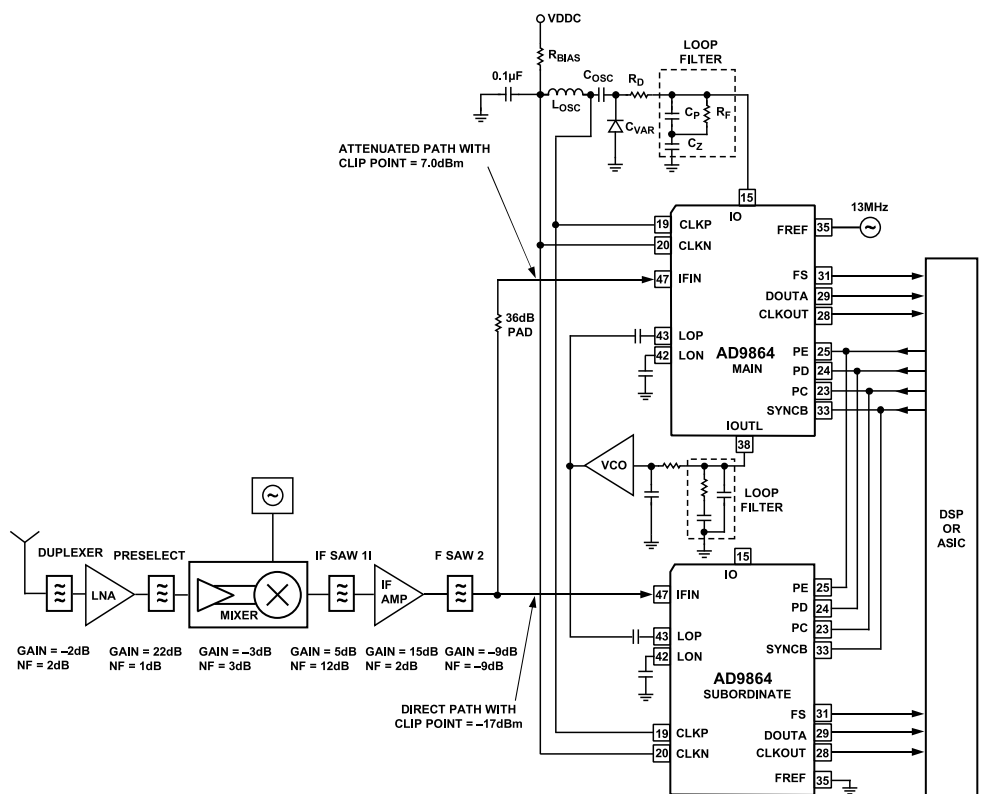 VDDC
RBIAS
0.1µF
LOSC
COSC
RD
CVAR
LOOP
FILTER
CP
RF
CZ
ATTENUATED PATH WITH
CLIP POINT = 7.0dBm
15
IO
19 CLKP
20 CLKN
47 IFIN
36dB
PAD
43 LOP
42 LON
AD9864
MAIN
FREF 35
13MHz
FS 31
DOUTA 29
CLKOUT 28
PE 25
PD 24
PC 23
SYNCB 33
IOUTL
38
VCO
LOOP
FILTER
DSP
OR
ASIC
DUPLEXER
LNA
PRESELECT
MIXER
IF SAW 1I
IF
AMP
F SAW 2
GAIN = –2dB
NF = 2dB
GAIN = 22dB
NF = 1dB
GAIN = –3dB
NF = 3dB
GAIN = 5dB
NF = 12dB
GAIN = 15dB
NF = 2dB
GAIN = –9dB
NF = –9dB
DIRECT PATH WITH
CLIP POINT = –17dBm
15
IO
47 IFIN
43 LOP
42 LON
AD9864
SUBORDINATE
19 CLKP
20 CLKN
PE 25
PD 24
PC 23
SYNCB 33
FS 31
DOUTA 29
CLKOUT 28
FREF 35